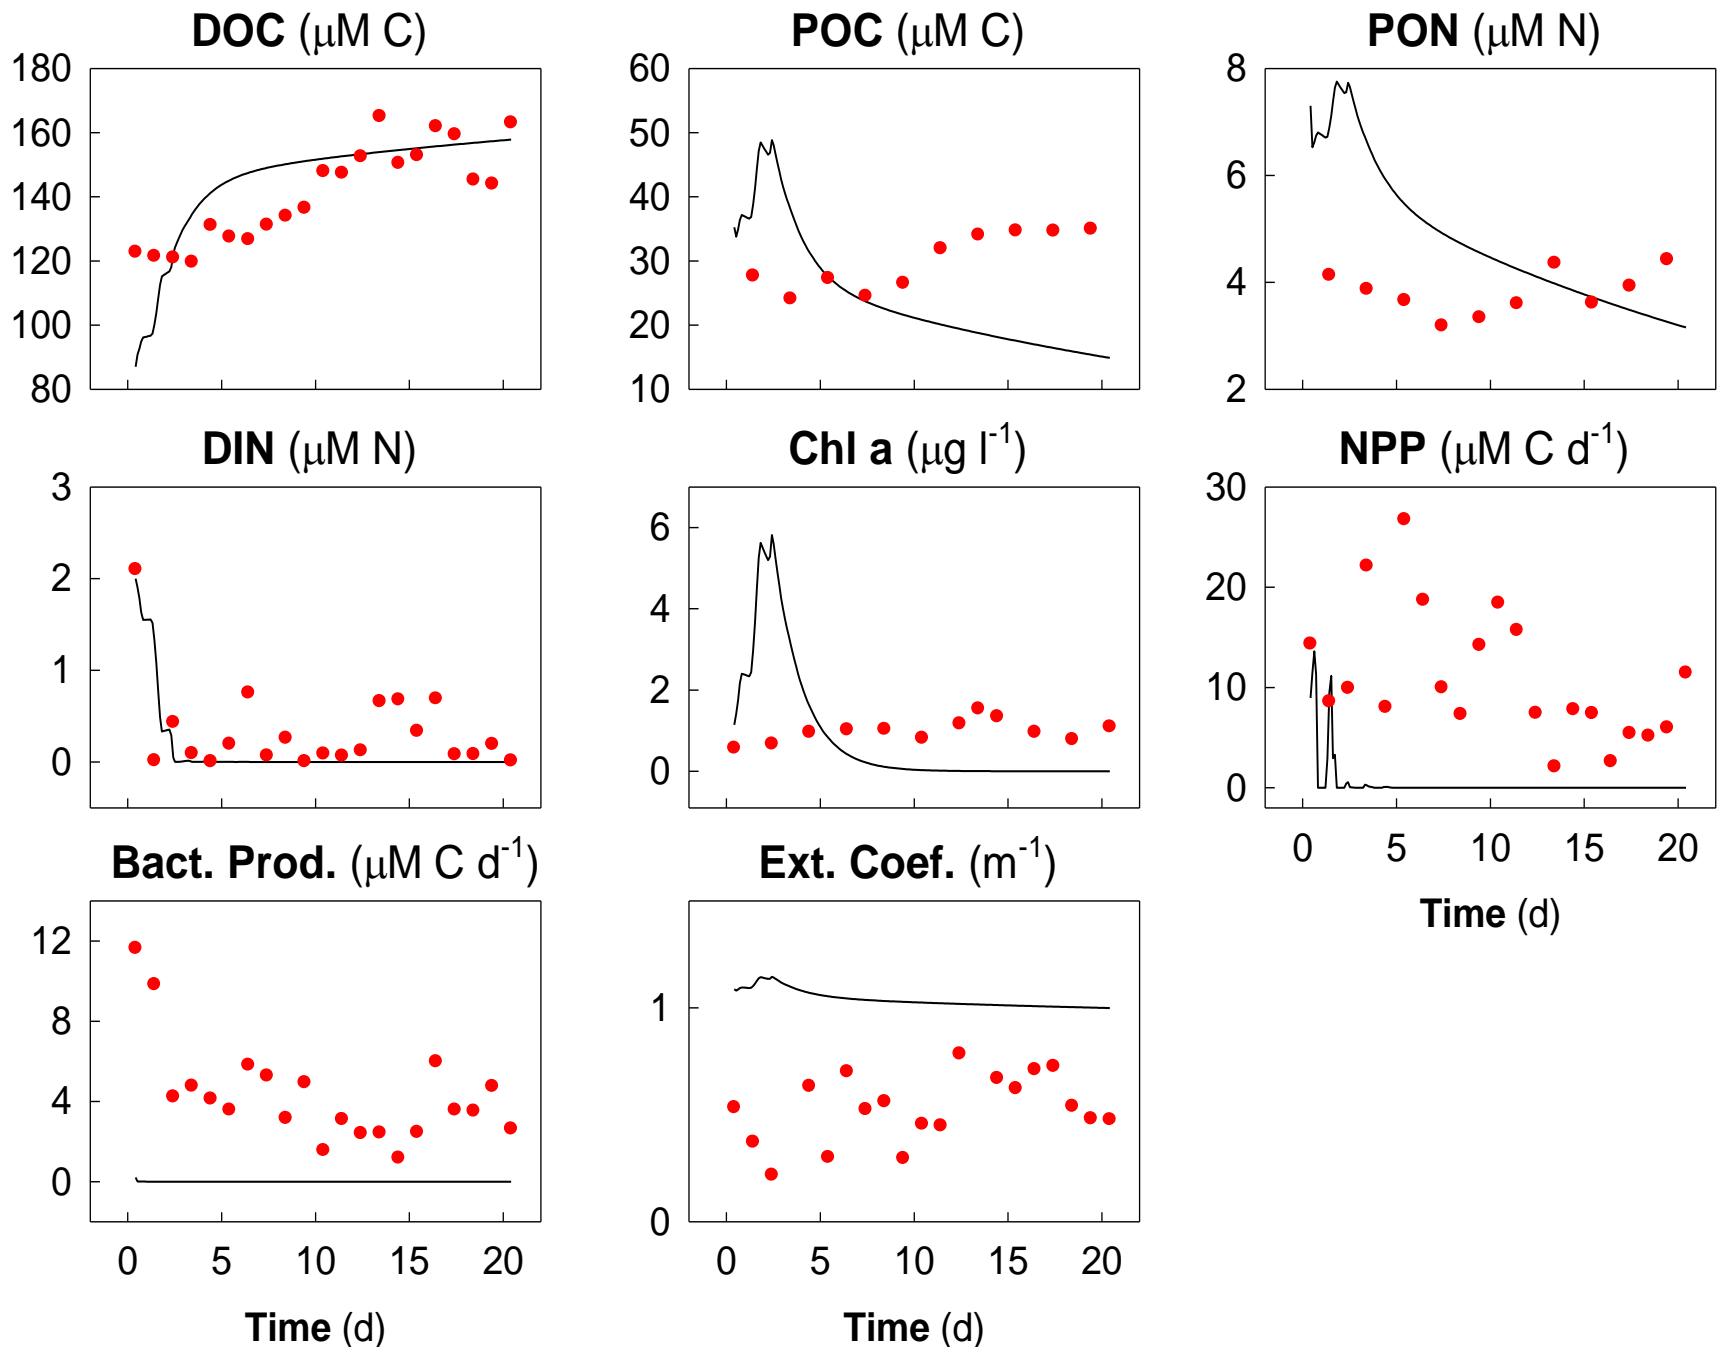 DOC (μM C)
180
160
140
120
100
80
POC (μM C)
60
50
40
30
20
10
PON (μM N)
8
6
4
2
DIN (μM N)
3
2
1
0
Chl a (μg l-1)
6
4
2
0
NPP (μM C d-1)
30
20
10
0
0 5 10 15 20
Time (d)
Bact. Prod. (μM C d-1)
12
8
4
0
0 5 10 15 20
Time (d)
Ext. Coef. (m-1)
1
0
0 5 10 15 20
Time (d)